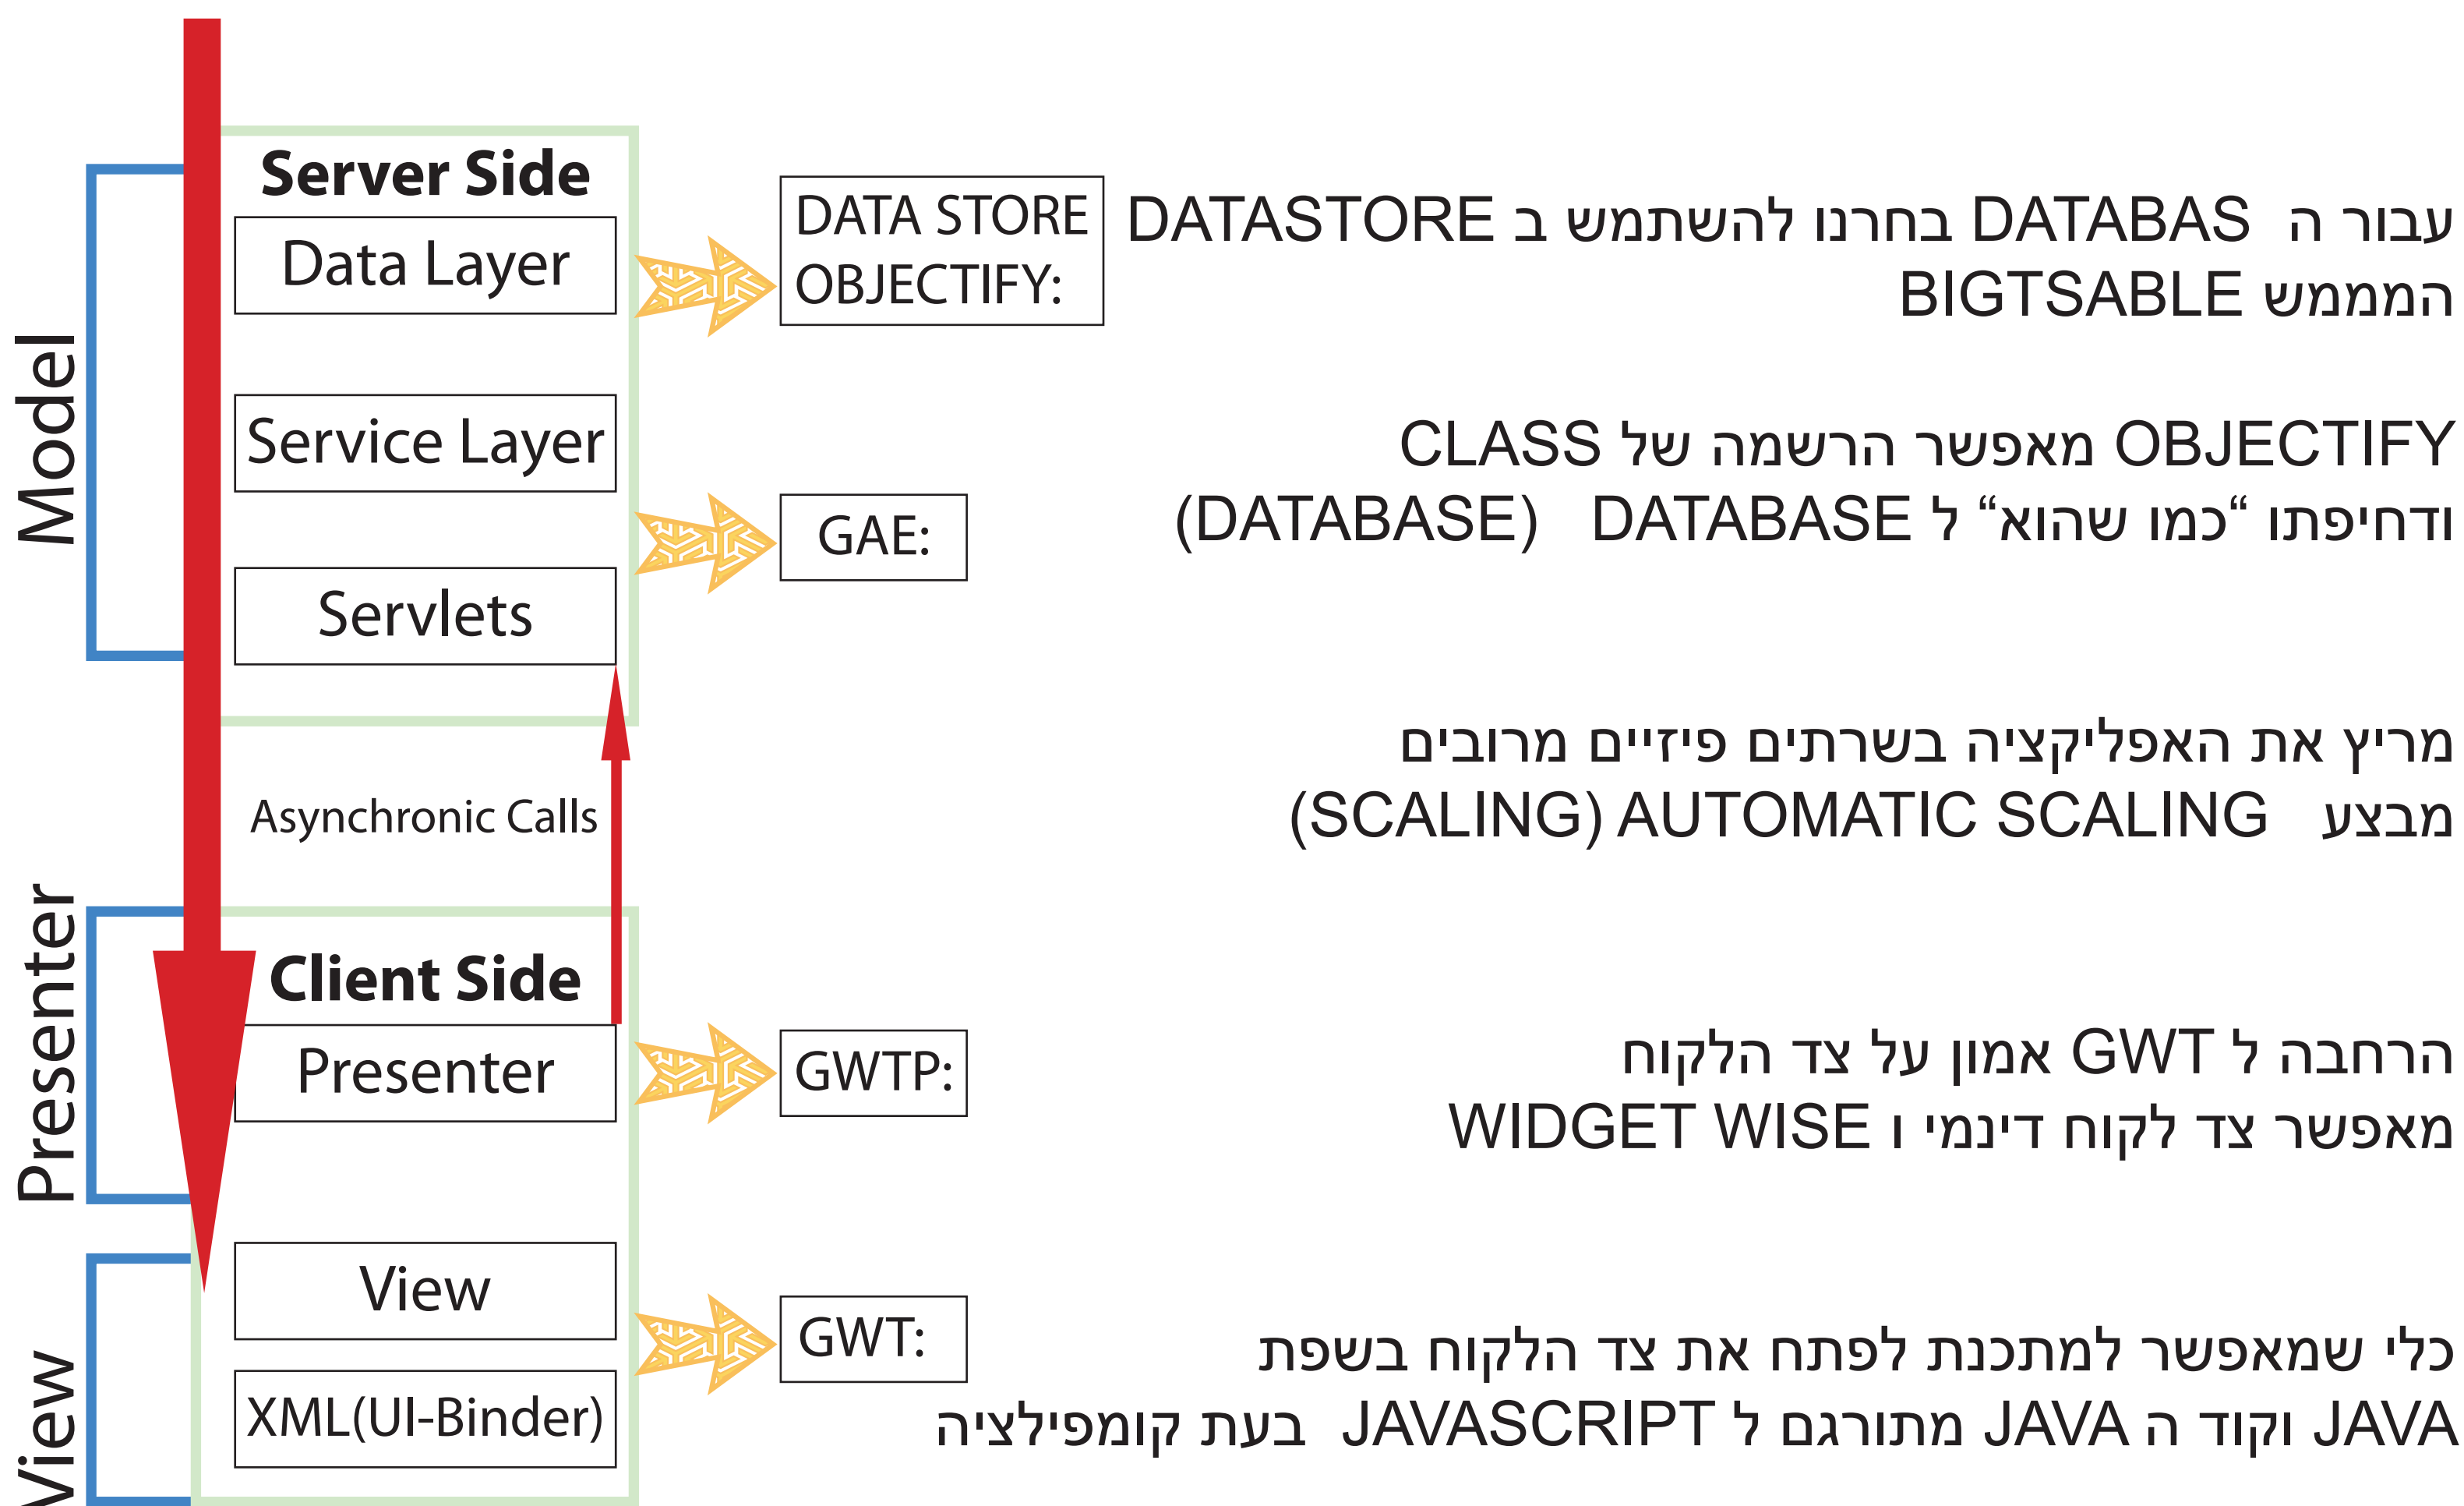 Model
Server Side
Data Layer
Service Layer
Servlets
Asynchronic Calls
Presenter
Client Side
Presenter
View
View
XML(UI-Binder)
DATA STORE
OBJECTIFY:
GAE:
GWTP:
GWT:
עבור ה DATABAS בחרנו להשתמש ב DATASTORE
המממש BIGTSABLE
OBJECTIFY מאפשר הרשמה של CLASS
ודחיפתו “כמו שהוא“ ל DATABASE (DATABASE)
מריץ את האפליקציה בשרתים פיזיים מרובים
מבצע AUTOMATIC SCALING (SCALING)
הרחבה ל GWT אמון על צד הלקוח
מאפשר צד לקוח דינמי ו WIDGET WISE
כלי שמאפשר למתכנת לפתח את צד הלקוח בשפת
JAVA וקוד ה JAVA מתורגם ל JAVASCRIPT בעת קומפילציה